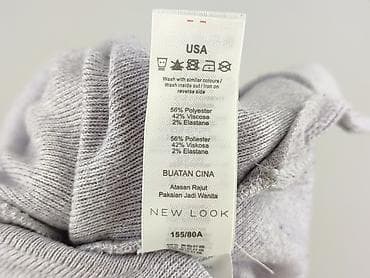 USA
Wash with similar colours /
Wash inside out / Iron on
reverse side
56% Polyester
42% Viscose
2% Elastane
56% Poliester
42% Viskosa
2% Elastane
BUATAN CINA
Atasan Rajut
Pakaian Jadi Wanita
NEW LOOK
155/80A